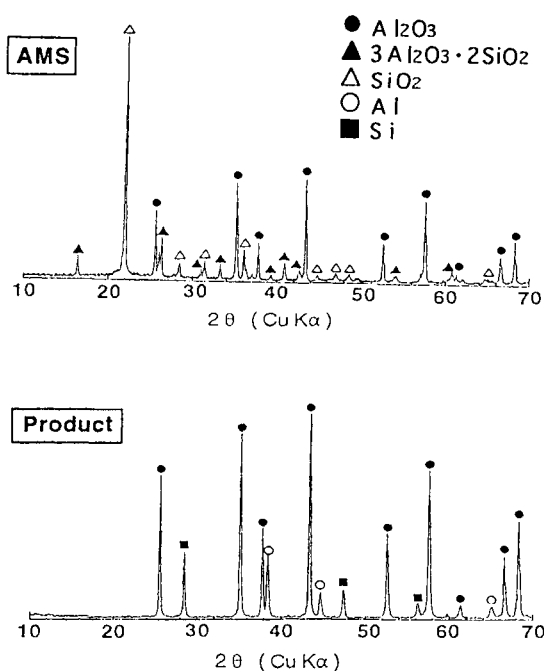 AMS
● Al2O3
▲ 3Al2O3・2SiO2
△ SiO2
○ Al
■ Si
10 20 30 40 50 60 70
2θ (CuKα)
Product
10 20 30 40 50 60 70
2θ (CuKα)